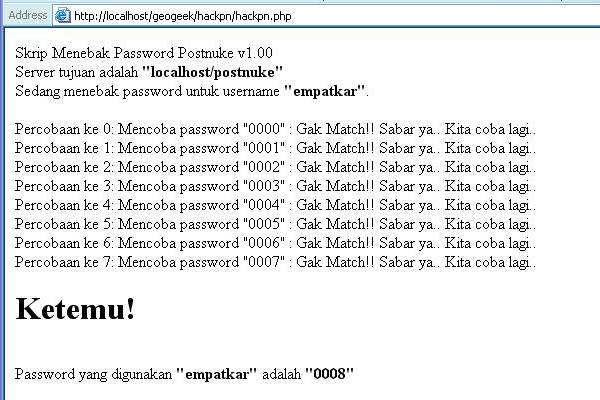 Address http://localhost/geogeek/hackpn/hackpn.php
Skrip Menebak Password Postnuke v1.00
Server tujuan adalah "localhost/postnuke"
Sedang menebak password untuk username "empatkar".
Percobaan ke 0: Mencoba password "0000" : Gak Match!! Sabar ya.. Kita coba lagi..
Percobaan ke 1: Mencoba password "0001" : Gak Match!! Sabar ya.. Kita coba lagi..
Percobaan ke 2: Mencoba password "0002" : Gak Match!! Sabar ya.. Kita coba lagi..
Percobaan ke 3: Mencoba password "0003" : Gak Match!! Sabar ya.. Kita coba lagi..
Percobaan ke 4: Mencoba password "0004" : Gak Match!! Sabar ya.. Kita coba lagi..
Percobaan ke 5: Mencoba password "0005" : Gak Match!! Sabar ya.. Kita coba lagi..
Percobaan ke 6: Mencoba password "0006" : Gak Match!! Sabar ya.. Kita coba lagi..
Percobaan ke 7: Mencoba password "0007" : Gak Match!! Sabar ya.. Kita coba lagi..
Ketemu!
Password yang digunakan "empatkar" adalah "0008"